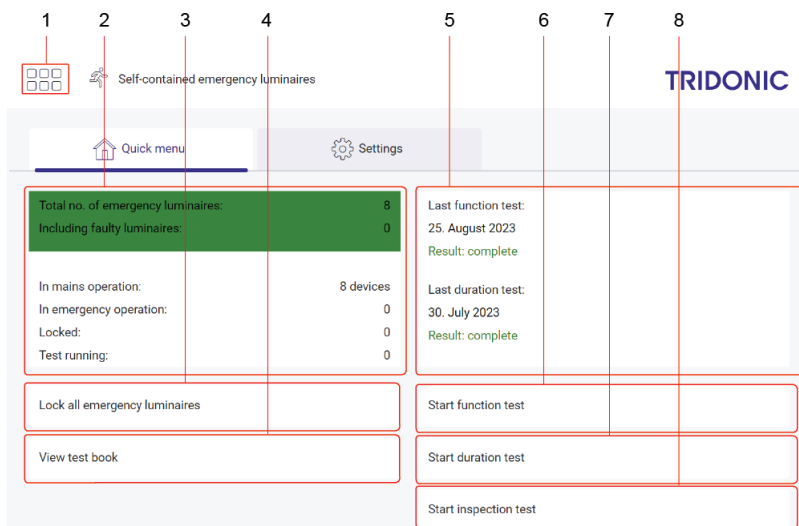 1 2 3 4 5 6 7 8
Self-contained emergency luminaires
TRIDONIC
Quick menu
Settings
Total no. of emergency luminaires: 8
Including faulty luminaires: 0
In mains operation: 8 devices
In emergency operation: 0
Locked: 0
Test running: 0
Last function test:
25. August 2023
Result: complete
Last duration test:
30. July 2023
Result: complete
Lock all emergency luminaires
Start function test
View test book
Start duration test
Start inspection test